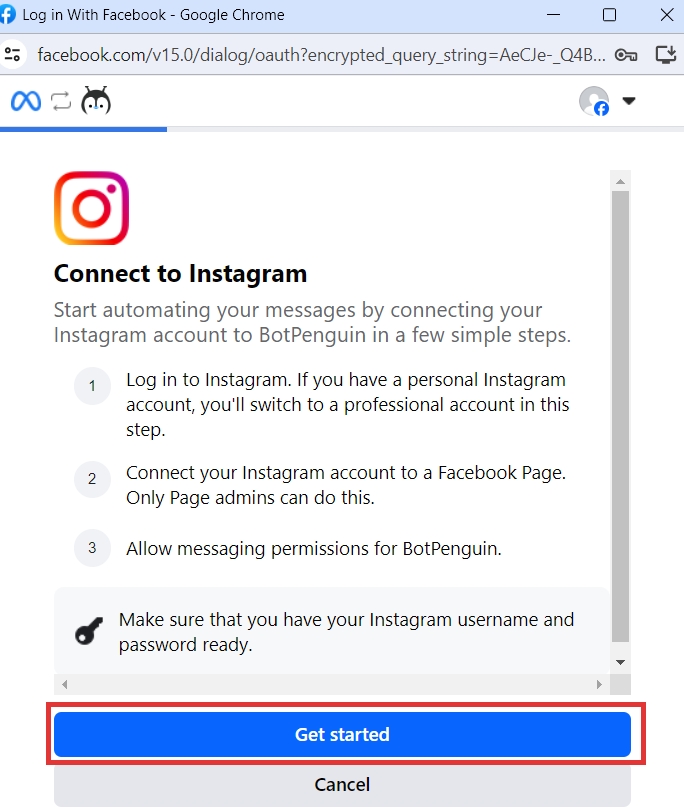 Log in With Facebook - Google Chrome
facebook.com/v15.0/dialog/oauth?encrypted_query_string=AeCJe-_Q4B...
Connect to Instagram
Start automating your messages by connecting your
Instagram account to BotPenguin in a few simple steps.
1
Log in to Instagram. If you have a personal Instagram
account, you'll switch to a professional account in this
step.
2
Connect your Instagram account to a Facebook Page.
Only Page admins can do this.
3
Allow messaging permissions for BotPenguin.
Make sure that you have your Instagram username and
password ready.
Get started
Cancel